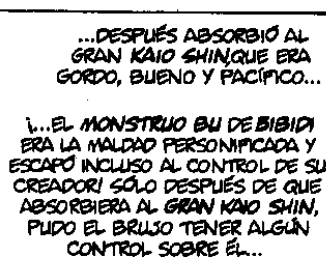 ...DESPUÉS ABSORBIÓ AL
GRAN KAIO SHIN, QUE ERA
GORDO, BUENO Y PACÍFICO...
¡...EL MONSTRUO BU DE BIBIDI
ERA LA MALDAD PERSONIFICADA Y
ESCAPÓ INCLUSO AL CONTROL DE SU
CREADOR! SÓLO DESPUÉS DE QUE
ABSORBIERA AL GRAN KAIO SHIN,
PUDO EL BRUJO TENER ALGÚN
CONTROL SOBRE ÉL...